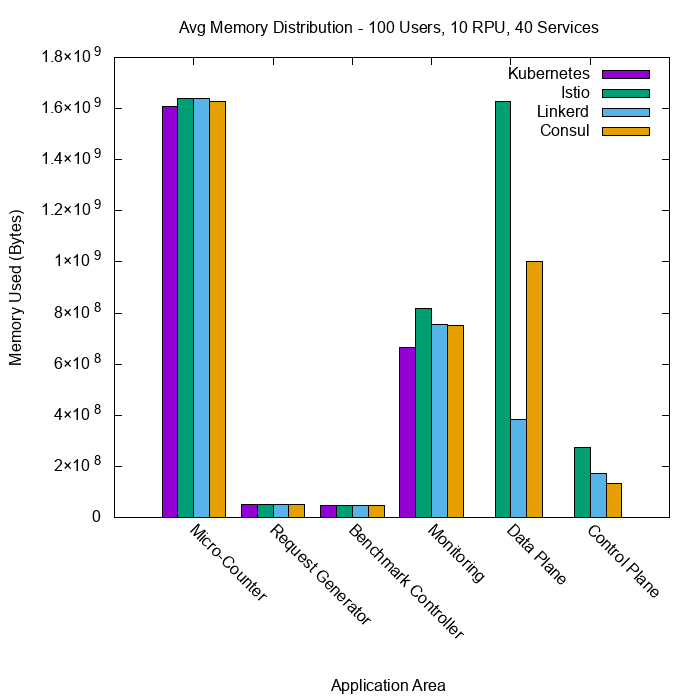 Avg Memory Distribution - 100 Users, 10 RPU, 40 Services
Kubernetes
Istio
Linkerd
Consul
1.8×10⁹
1.6×10⁹
1.4×10⁹
1.2×10⁹
1×10⁹
8×10⁸
6×10⁸
4×10⁸
2×10⁸
0
Memory Used (Bytes)
Micro-Counter
Request Generator
Benchmark Controller
Monitoring
Data Plane
Control Plane
Application Area